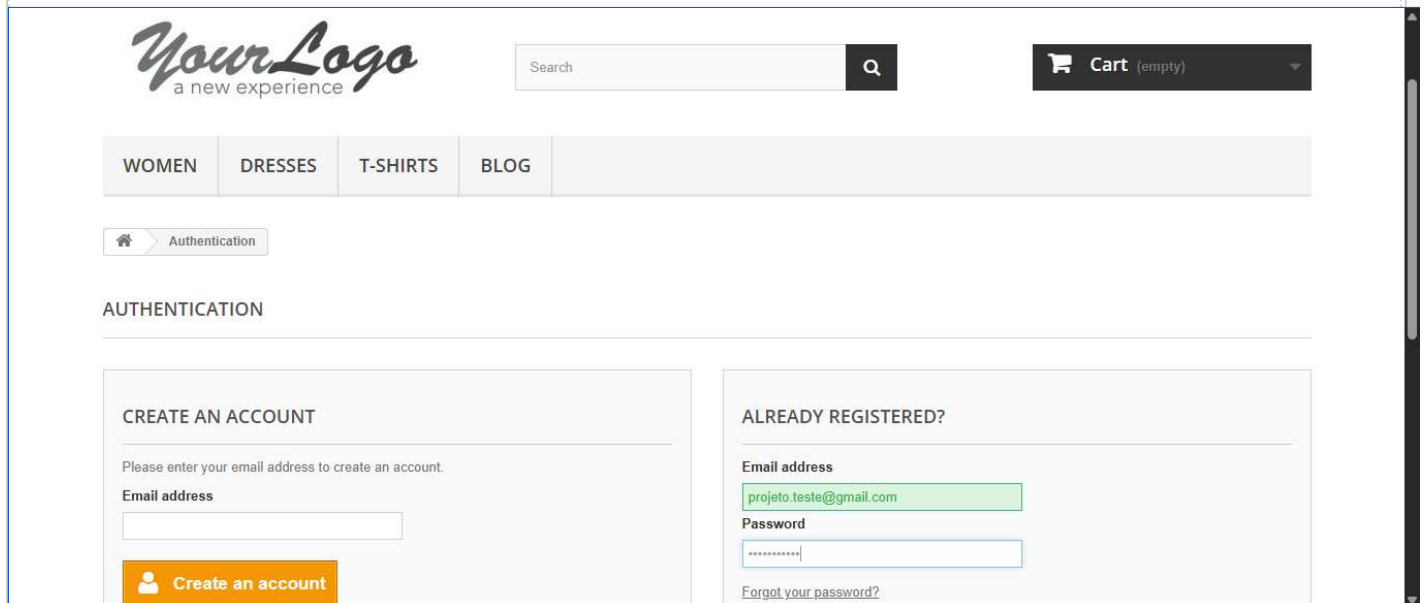 YourLogo
a new experience
Search
Cart (empty)
WOMEN DRESSES T-SHIRTS BLOG
Authentication
AUTHENTICATION
CREATE AN ACCOUNT
Please enter your email address to create an account.
Email address
Create an account
ALREADY REGISTERED?
Email address
projeto.teste@gmail.com
Password
•••••••••••
Forgot your password?